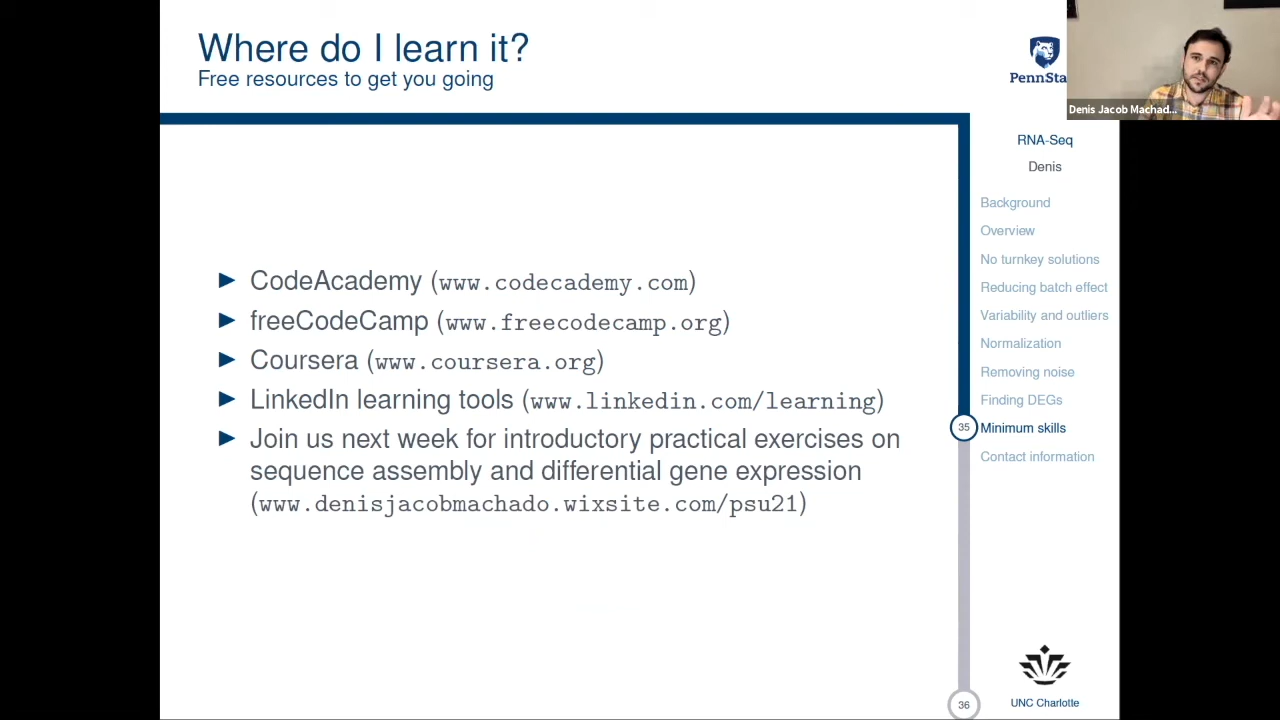 Where do I learn it?
Free resources to get you going
PennSta
Denis Jacob Machad...
RNA-Seq
Denis
Background
Overview
No turnkey solutions
Reducing batch effect
Variability and outliers
Normalization
Removing noise
Finding DEGs
35 Minimum skills
Contact information
► CodeAcademy (www.codecademy.com)
► freeCodeCamp (www.freecodecamp.org)
► Coursera (www.coursera.org)
► LinkedIn learning tools (www.linkedin.com/learning)
► Join us next week for introductory practical exercises on
sequence assembly and differential gene expression
(www.denisjacobmachado.wixsite.com/psu21)
36
UNC Charlotte